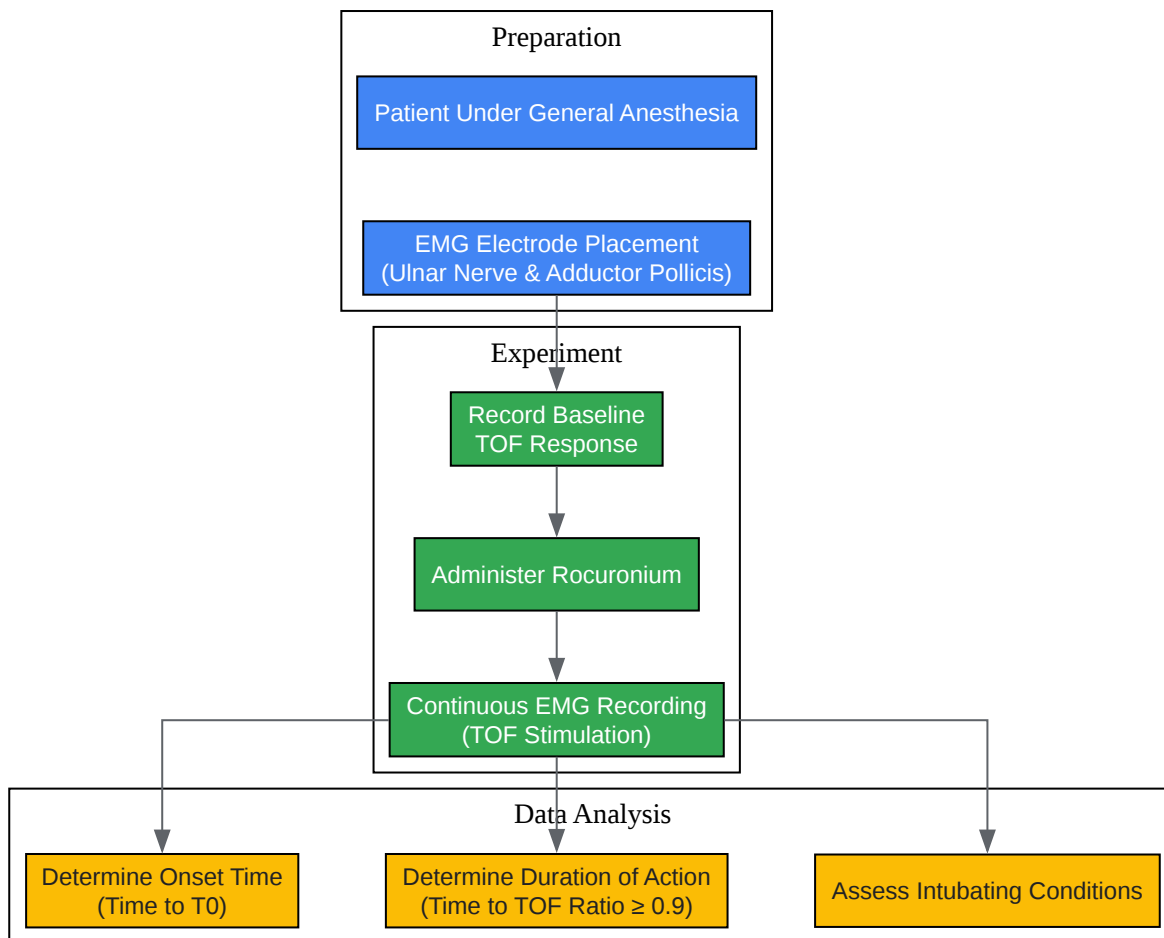 Preparation
Patient Under General Anesthesia
EMG Electrode Placement
(Ulnar Nerve & Adductor Pollicis)
Experiment
Record Baseline
TOF Response
Administer Rocuronium
Continuous EMG Recording
(TOF Stimulation)
Data Analysis
Determine Onset Time
(Time to T0)
Determine Duration of Action
(Time to TOF Ratio ≥ 0.9)
Assess Intubating Conditions